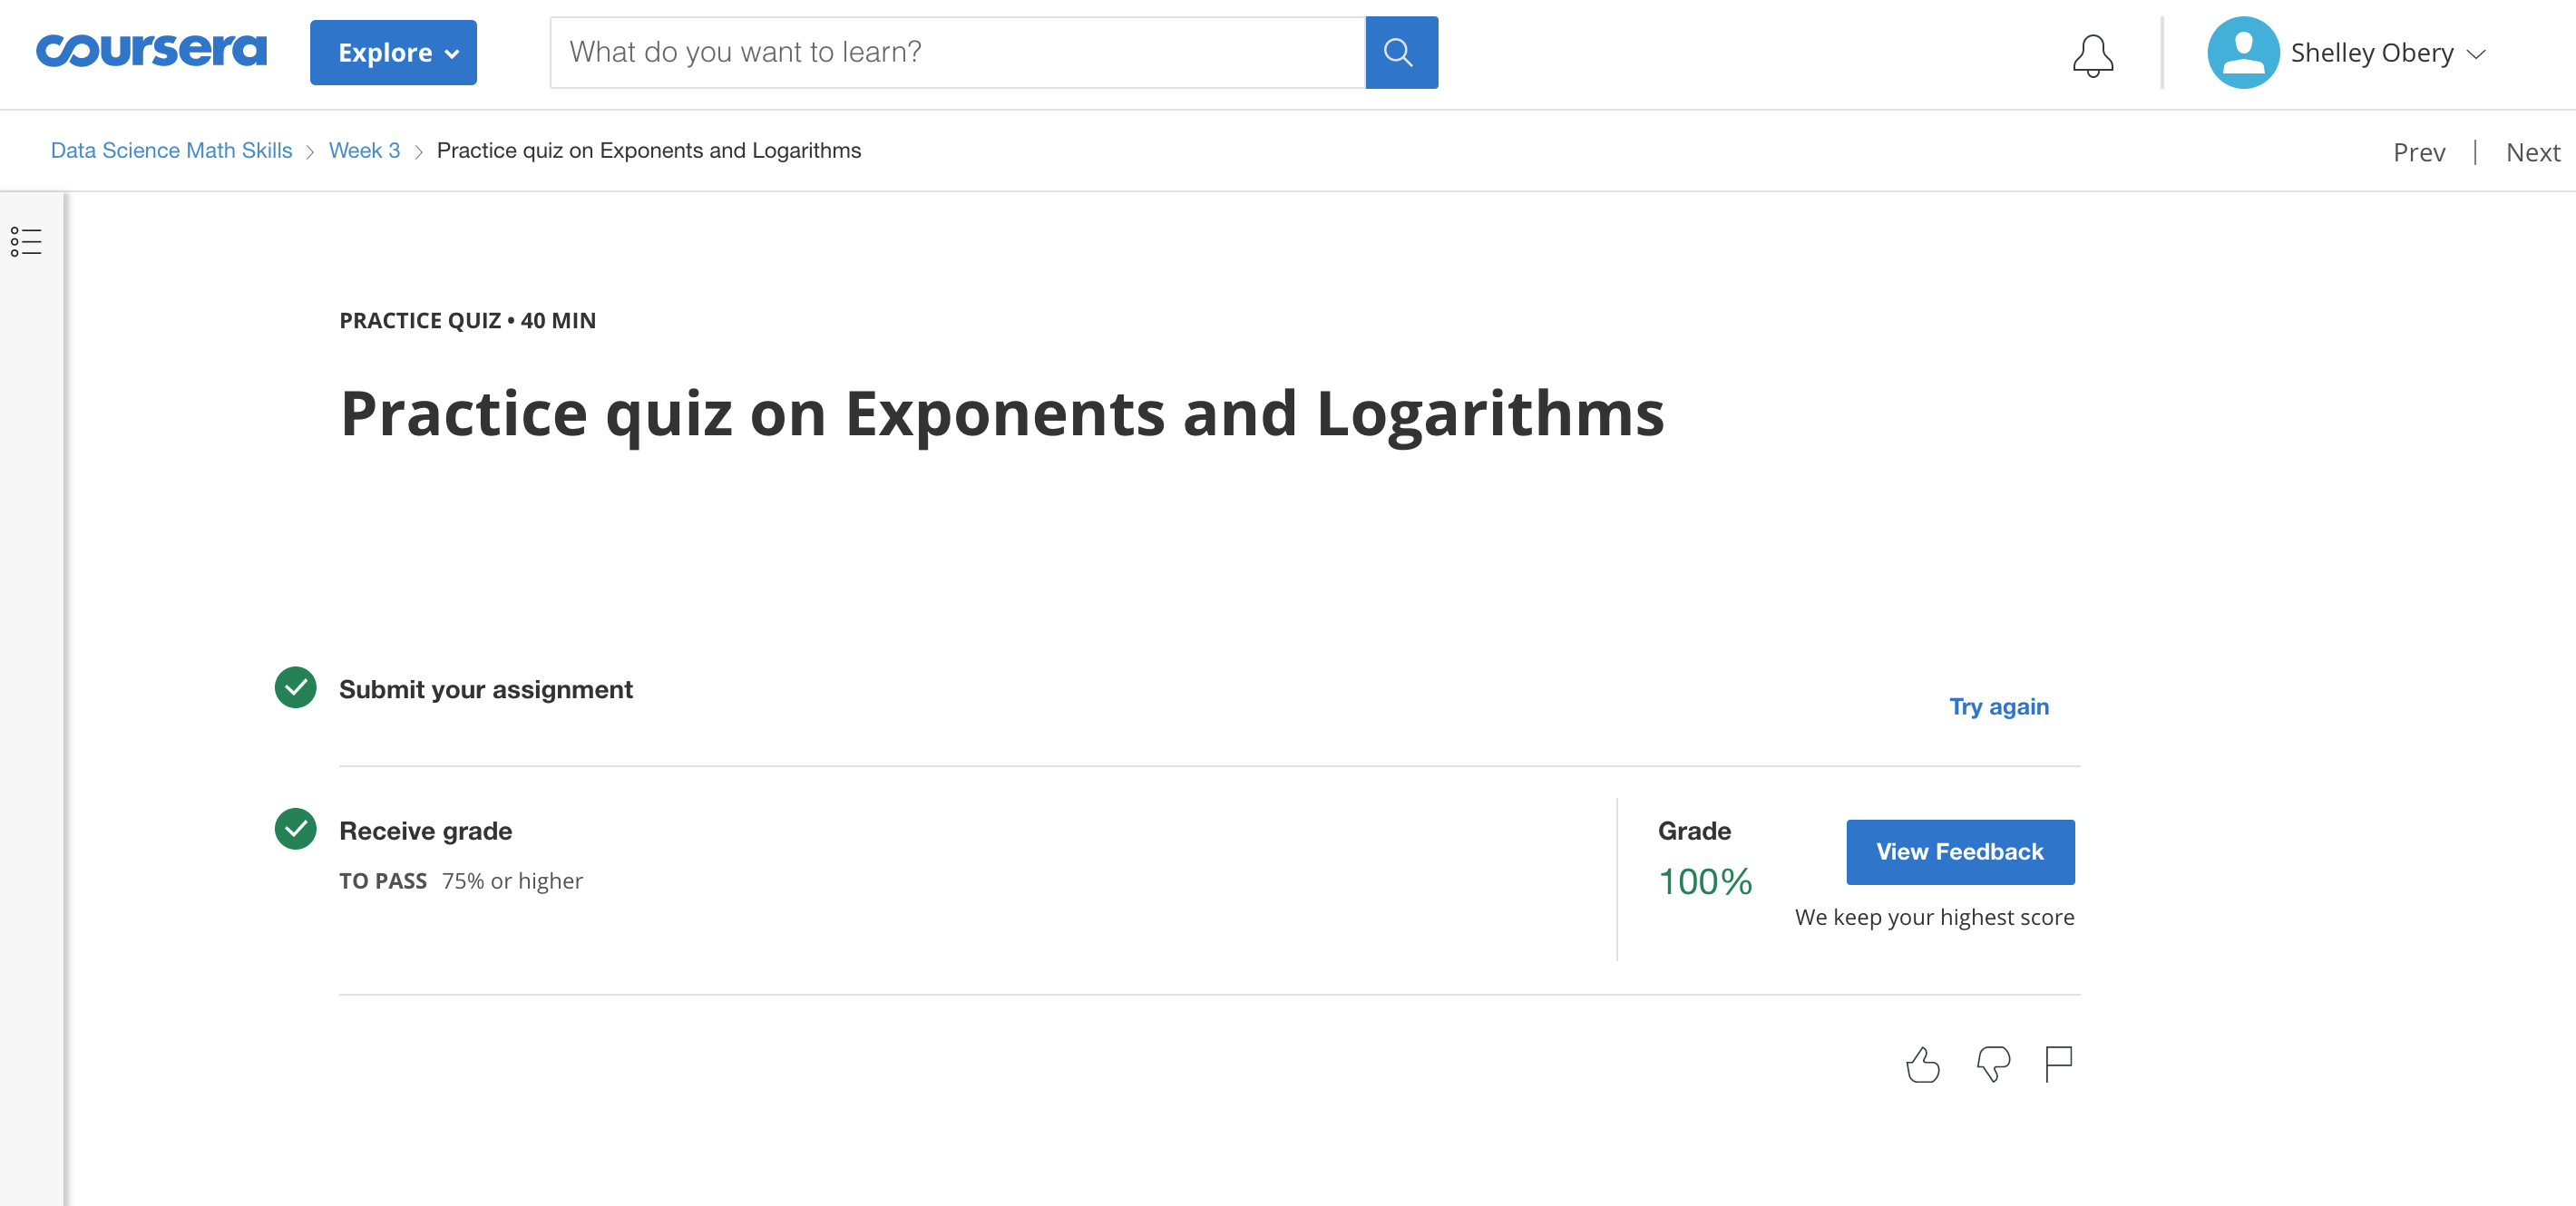 coursera
Explore
What do you want to learn?
Shelley Obery
Data Science Math Skills > Week 3 > Practice quiz on Exponents and Logarithms
Prev | Next
PRACTICE QUIZ • 40 MIN
Practice quiz on Exponents and Logarithms
Submit your assignment
Try again
Receive grade
TO PASS 75% or higher
Grade
100%
View Feedback
We keep your highest score